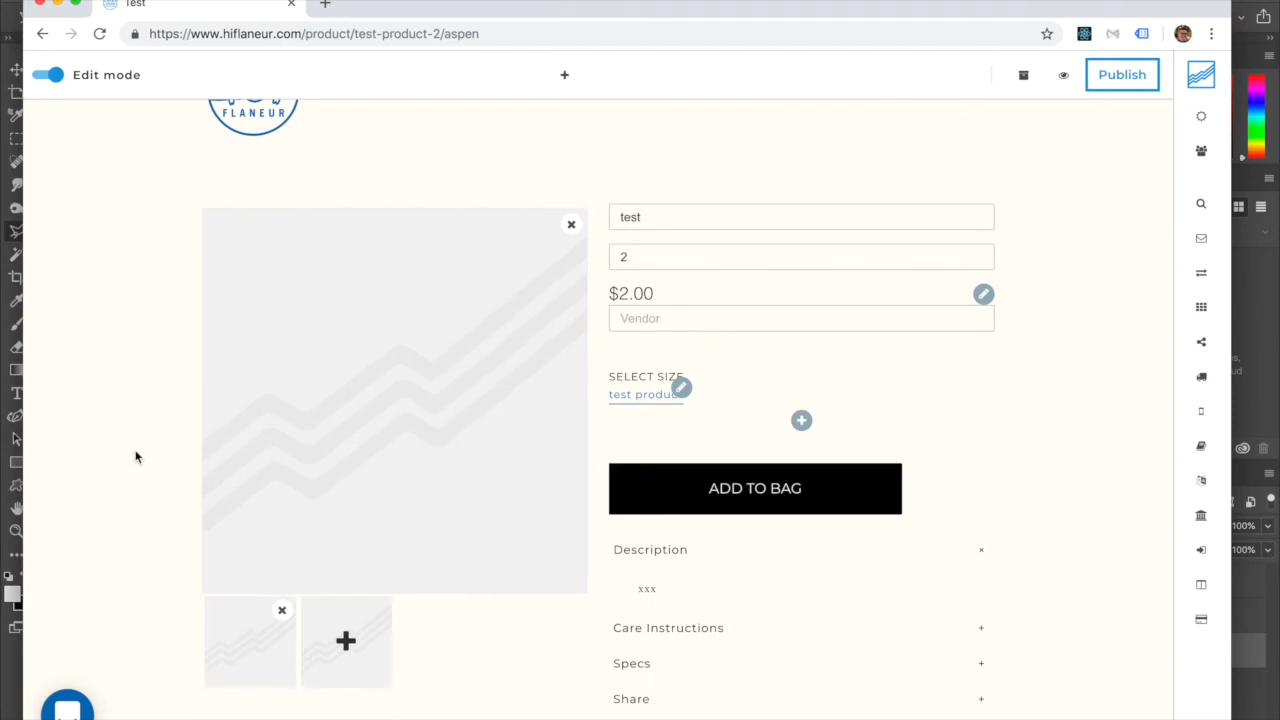 Test
https://www.hiflaneur.com/product/test-product-2/aspen
Edit mode
Publish
FLANEUR
test
2
$2.00
Vendor
SELECT SIZE
test produc
ADD TO BAG
Description
xxx
Care Instructions
Specs
Share
100%
100%